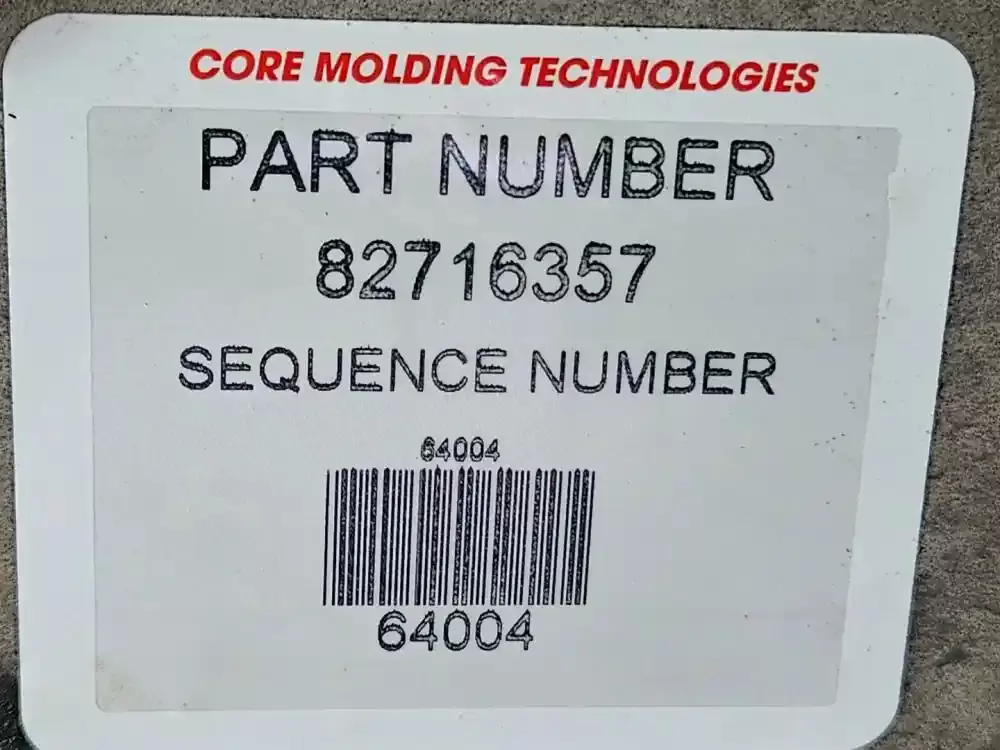 CORE MOLDING TECHNOLOGIES
PART NUMBER
82716357
SEQUENCE NUMBER
64004
64004